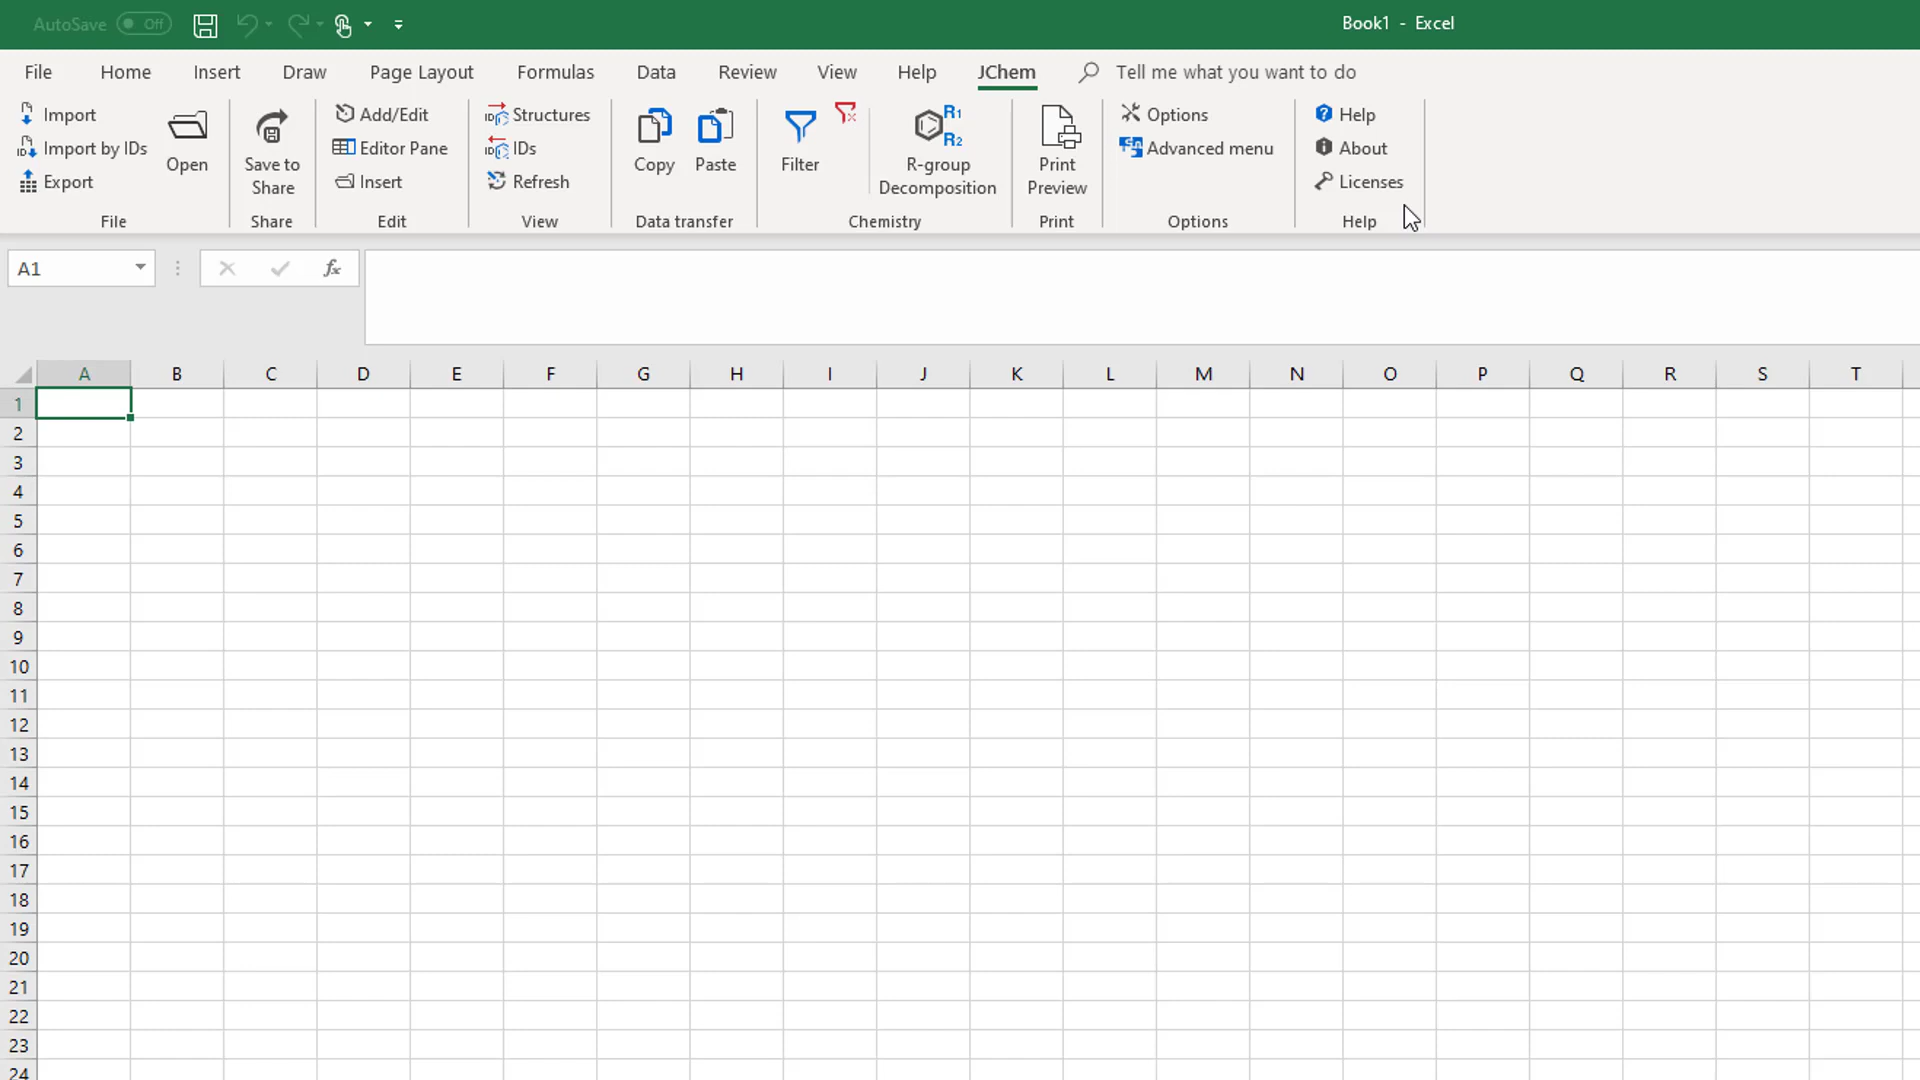 AutoSave Off Book1 - Excel
File Home Insert Draw Page Layout Formulas Data Review View Help JChem Tell me what you want to do
Import
Import by IDs
Export
Open
File
Save to
Share
Share
Add/Edit
Editor Pane
Insert
Edit
Structures
IDs
Refresh
View
Copy
Paste
Data transfer
Filter
R1
R2
R-group
Decomposition
Chemistry
Print
Preview
Print
Options
Advanced menu
Options
Help
About
Licenses
Help
A1 fx
A B C D E F G H I J K L M N O P Q R S T
1
2
3
4
5
6
7
8
9
10
11
12
13
14
15
16
17
18
19
20
21
22
23
24